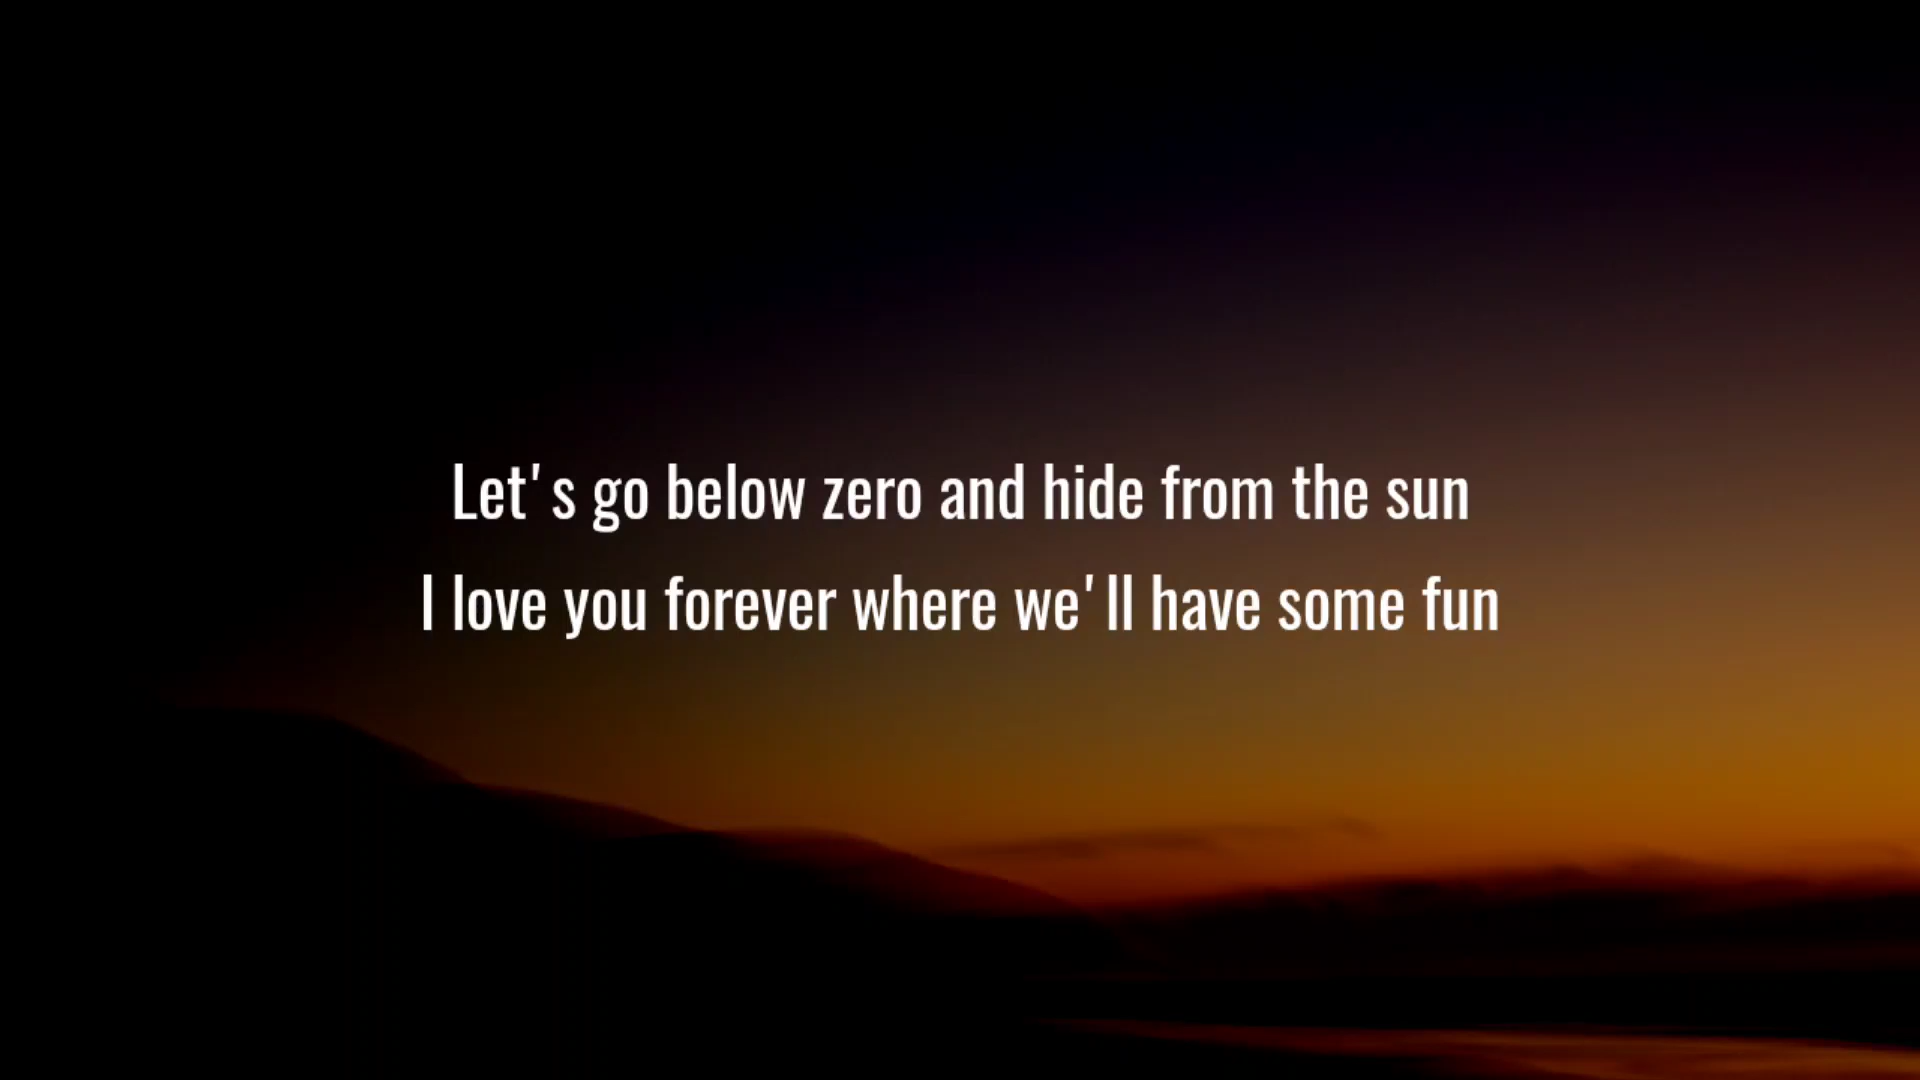 Let's go below zero and hide from the sun
I love you forever where we'll have some fun